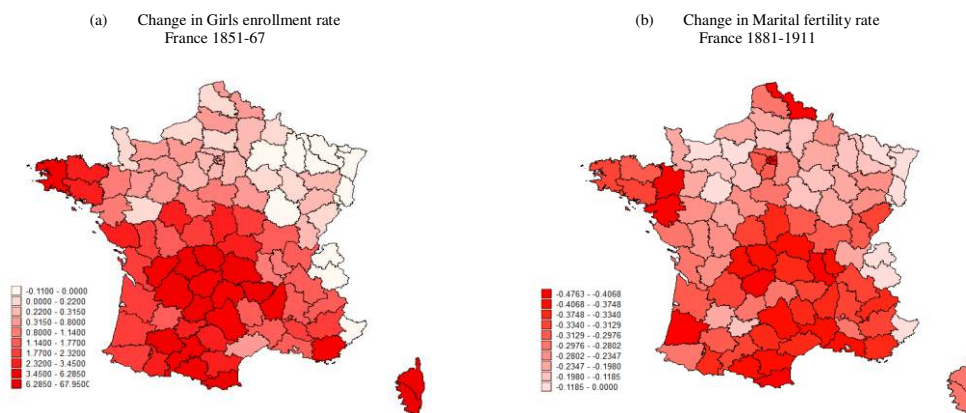 (a) Change in Girls enrollment rate
France 1851-67
(b) Change in Marital fertility rate
France 1881-1911
-0.1100 - 0.0000
0.0000 - 0.2200
0.2200 - 0.3150
0.3150 - 0.8000
0.8000 - 1.1400
1.1400 - 1.7700
1.7700 - 2.3200
2.3200 - 3.4500
3.4500 - 6.2850
6.2850 - 67.9500
-0.4763 - -0.4068
-0.4068 - -0.3748
-0.3748 - -0.3340
-0.3340 - -0.3129
-0.3129 - -0.2976
-0.2976 - -0.2802
-0.2802 - -0.2347
-0.2347 - -0.1980
-0.1980 - -0.1185
-0.1185 - 0.0000